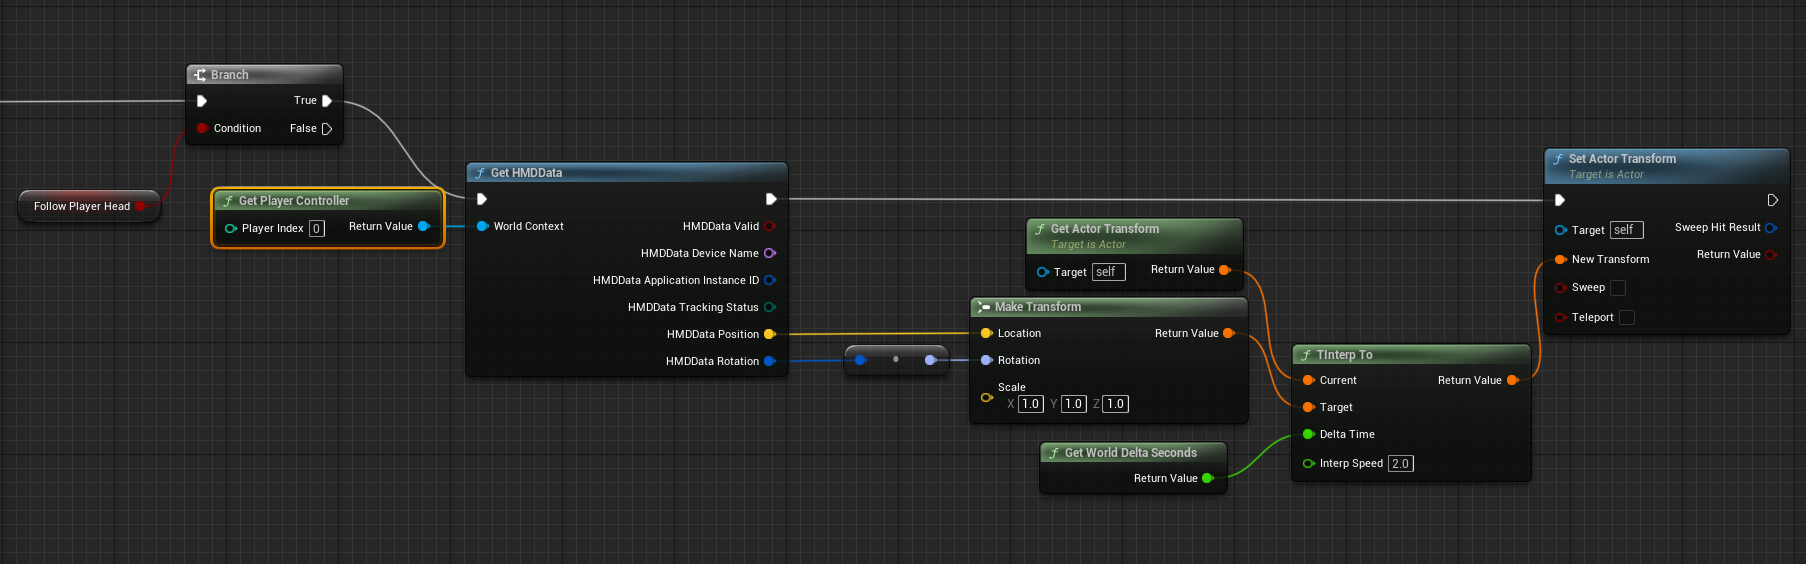 Branch
True
Condition
False
Follow Player Head
Get Player Controller
Player Index 0
Return Value
Get HMDData
World Context
HMDData Valid
HMDData Device Name
HMDData Application Instance ID
HMDData Tracking Status
HMDData Position
HMDData Rotation
Get Actor Transform
Target is Actor
Target self
Return Value
Make Transform
Location
Return Value
Rotation
Scale
X 1.0 Y 1.0 Z 1.0
Get World Delta Seconds
Return Value
TInterp To
Current
Return Value
Target
Delta Time
Interp Speed 2.0
Set Actor Transform
Target is Actor
Target self
Sweep Hit Result
New Transform
Return Value
Sweep
Teleport